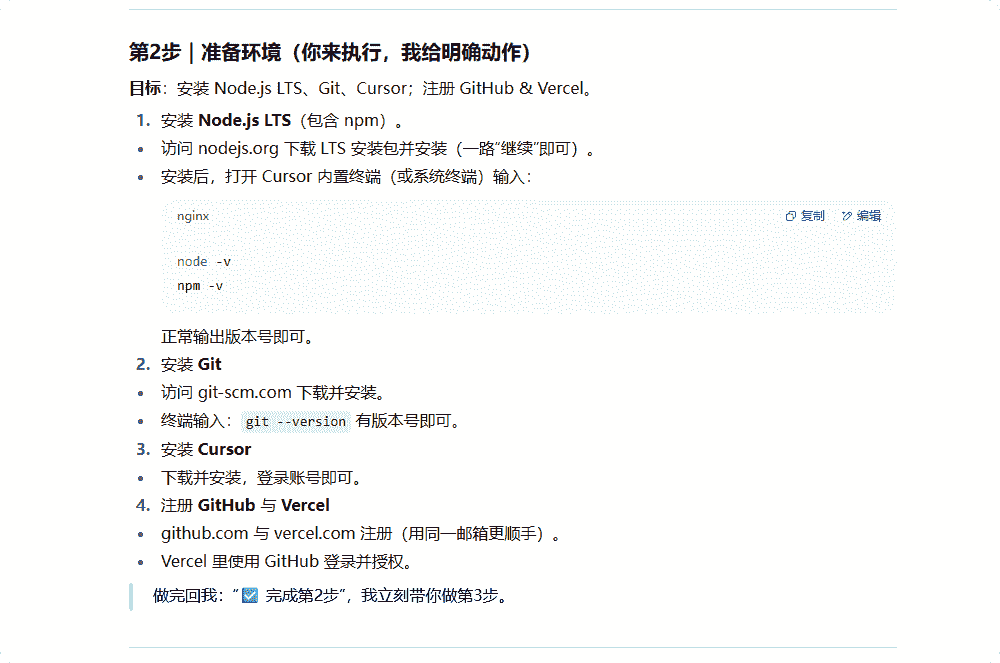 第2步｜准备环境（你来执行，我给明确动作）
目标：安装 Node.js LTS、Git、Cursor；注册 GitHub & Vercel。
1. 安装 Node.js LTS（包含 npm）。
• 访问 nodejs.org 下载 LTS 安装包并安装（一路“继续”即可）。
• 安装后，打开 Cursor 内置终端（或系统终端）输入：
nginx 复制 编辑
node -v
npm -v
正常输出版本号即可。
2. 安装 Git
• 访问 git-scm.com 下载并安装。
• 终端输入：git --version 有版本号即可。
3. 安装 Cursor
• 下载并安装，登录账号即可。
4. 注册 GitHub 与 Vercel
• github.com 与 vercel.com 注册（用同一邮箱更顺手）。
• Vercel 里使用 GitHub 登录并授权。
做完回我：“☑️ 完成第2步”，我立刻带你做第3步。